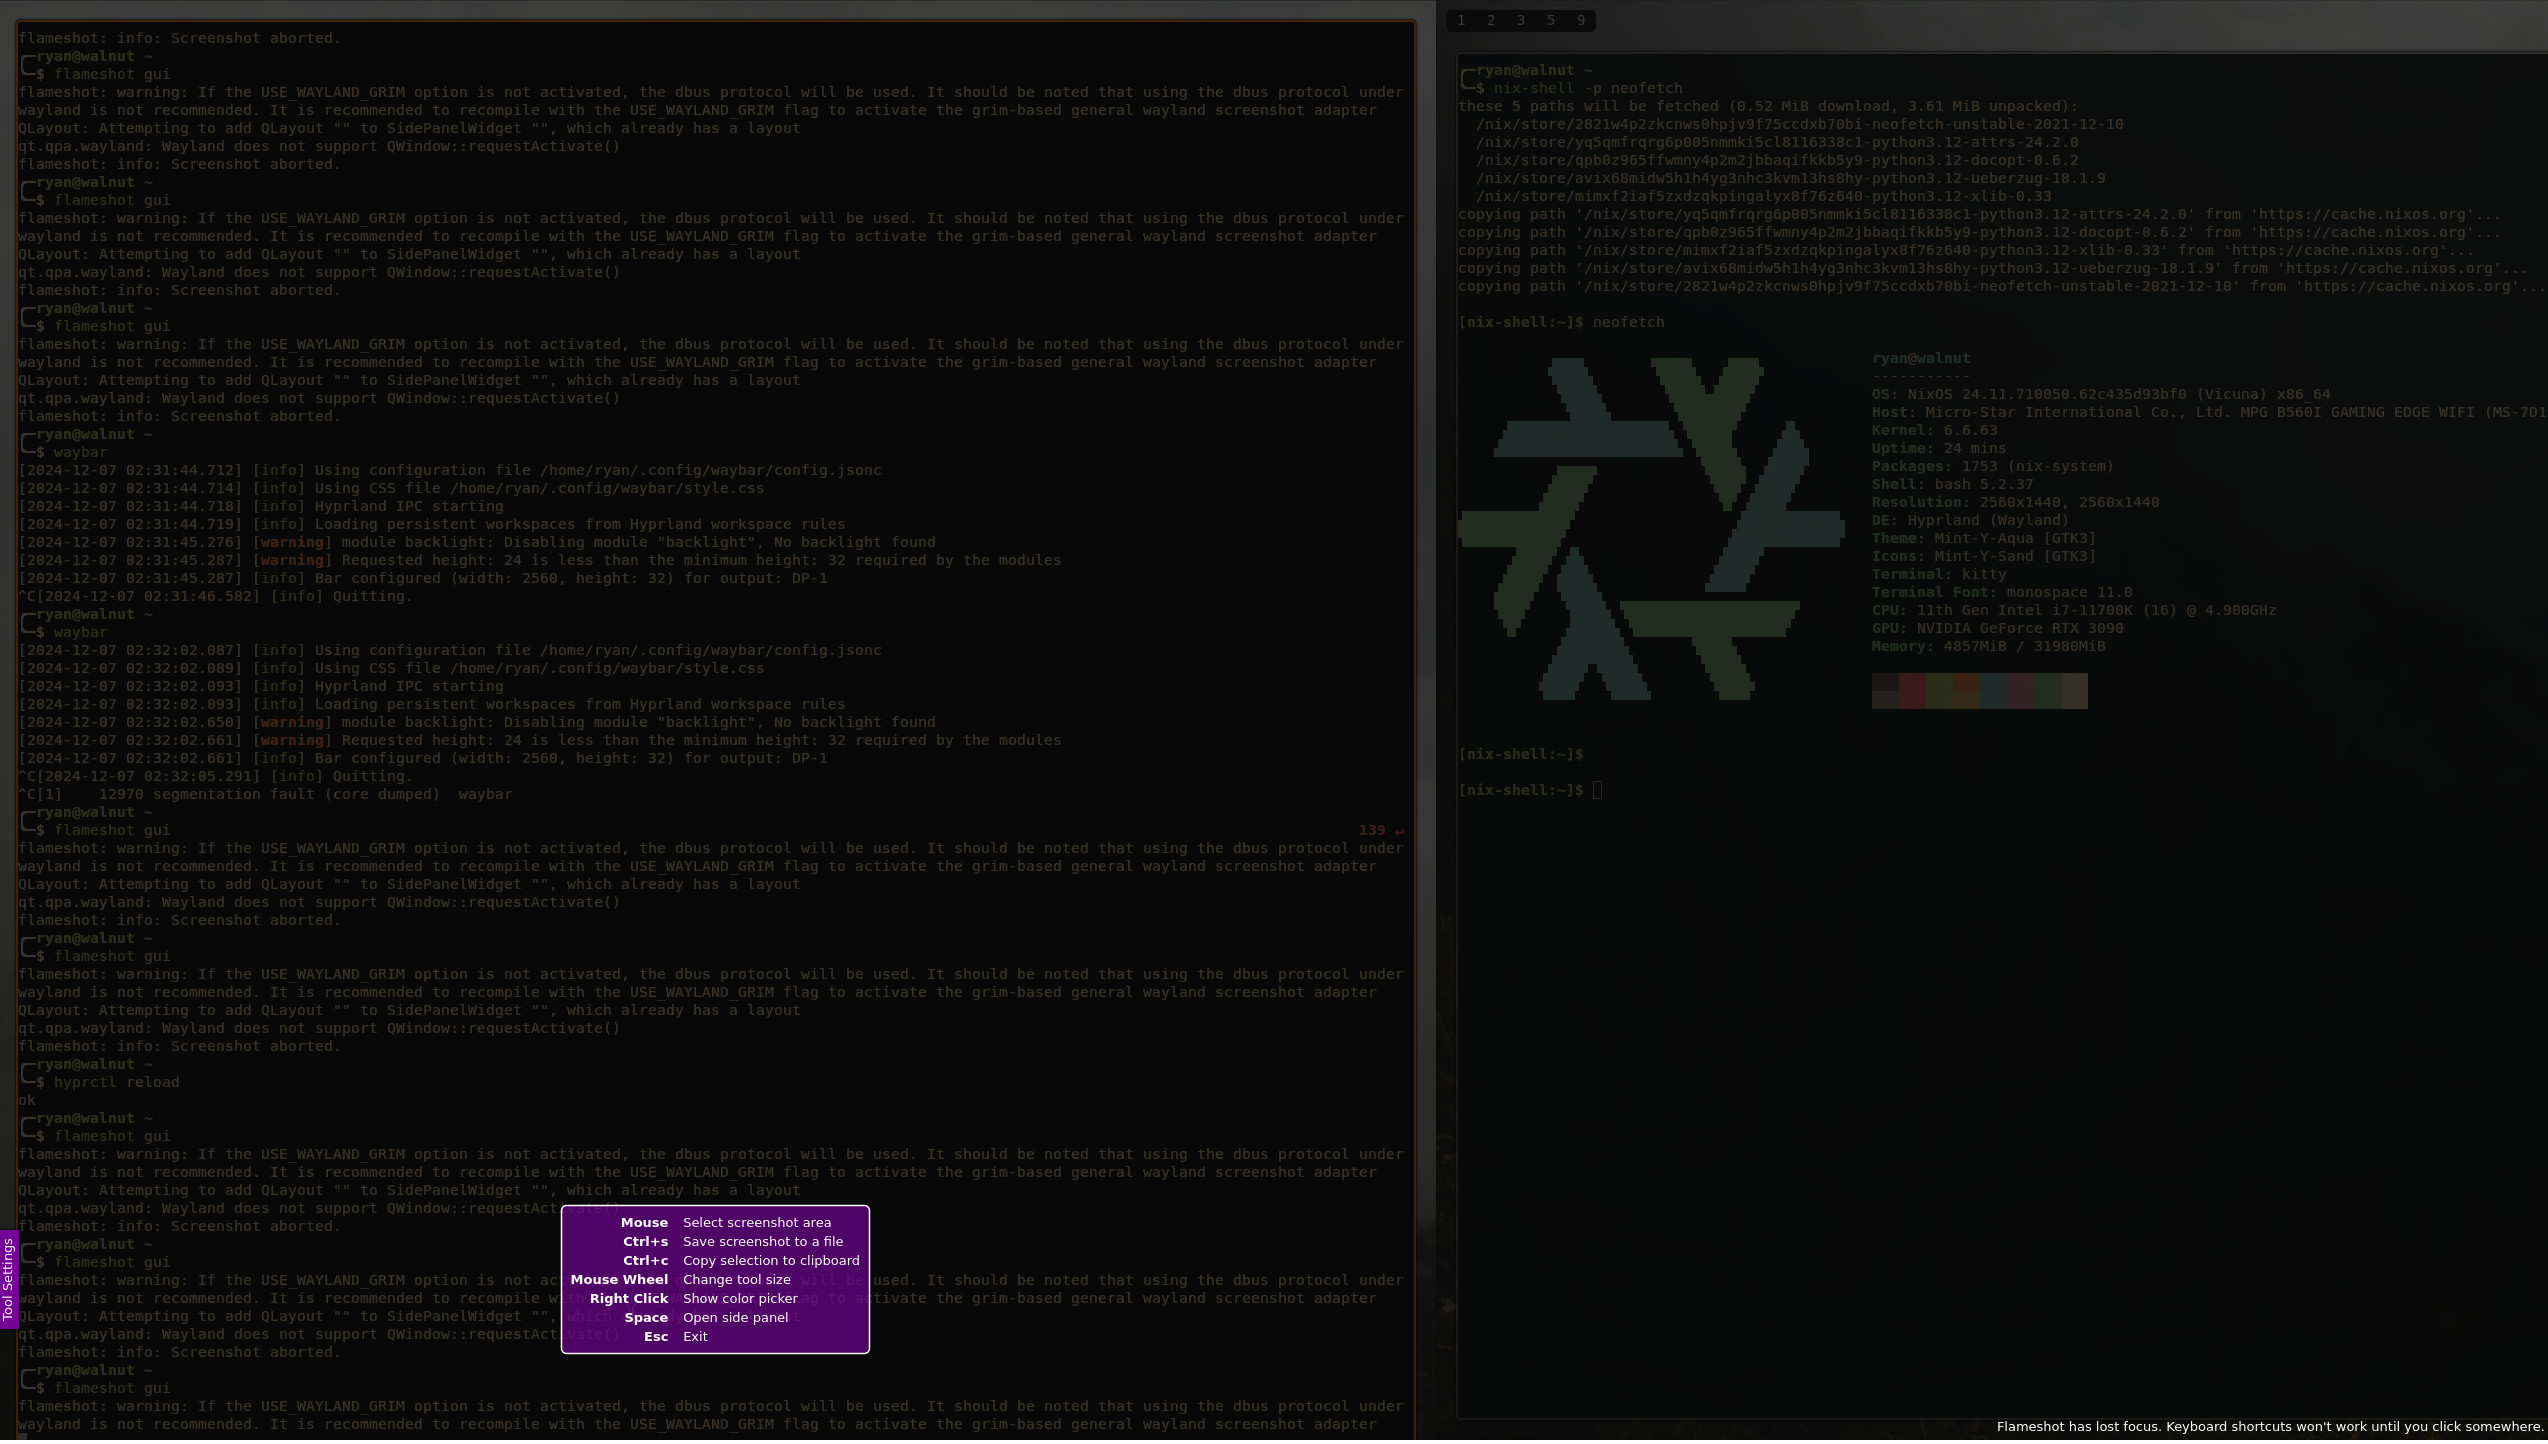 flameshot: info: Screenshot aborted.
ryan@walnut ~
$ flameshot gui
flameshot: warning: If the USE_WAYLAND_GRIM option is not activated, the dbus protocol will be used. It should be noted that using the dbus protocol under
wayland is not recommended. It is recommended to recompile with the USE_WAYLAND_GRIM flag to activate the grim-based general wayland screenshot adapter
QLayout: Attempting to add QLayout "" to SidePanelWidget "", which already has a layout
qt.qpa.wayland: Wayland does not support QWindow::requestActivate()
flameshot: info: Screenshot aborted.
ryan@walnut ~
$ flameshot gui
flameshot: warning: If the USE_WAYLAND_GRIM option is not activated, the dbus protocol will be used. It should be noted that using the dbus protocol under
wayland is not recommended. It is recommended to recompile with the USE_WAYLAND_GRIM flag to activate the grim-based general wayland screenshot adapter
QLayout: Attempting to add QLayout "" to SidePanelWidget "", which already has a layout
qt.qpa.wayland: Wayland does not support QWindow::requestActivate()
flameshot: info: Screenshot aborted.
ryan@walnut ~
$ flameshot gui
flameshot: warning: If the USE_WAYLAND_GRIM option is not activated, the dbus protocol will be used. It should be noted that using the dbus protocol under
wayland is not recommended. It is recommended to recompile with the USE_WAYLAND_GRIM flag to activate the grim-based general wayland screenshot adapter
QLayout: Attempting to add QLayout "" to SidePanelWidget "", which already has a layout
qt.qpa.wayland: Wayland does not support QWindow::requestActivate()
flameshot: info: Screenshot aborted.
ryan@walnut ~
$ waybar
[2024-12-07 02:31:44.712] [info] Using configuration file /home/ryan/.config/waybar/config.jsonc
[2024-12-07 02:31:44.714] [info] Using CSS file /home/ryan/.config/waybar/style.css
[2024-12-07 02:31:44.718] [info] Hyprland IPC starting
[2024-12-07 02:31:44.719] [info] Loading persistent workspaces from Hyprland workspace rules
[2024-12-07 02:31:45.276] [warning] module backlight: Disabling module "backlight", No backlight found
[2024-12-07 02:31:45.287] [warning] Requested height: 24 is less than the minimum height: 32 required by the modules
[2024-12-07 02:31:45.287] [info] Bar configured (width: 2560, height: 32) for output: DP-1
^C[2024-12-07 02:31:46.582] [info] Quitting.
ryan@walnut ~
$ waybar
[2024-12-07 02:32:02.087] [info] Using configuration file /home/ryan/.config/waybar/config.jsonc
[2024-12-07 02:32:02.089] [info] Using CSS file /home/ryan/.config/waybar/style.css
[2024-12-07 02:32:02.093] [info] Hyprland IPC starting
[2024-12-07 02:32:02.093] [info] Loading persistent workspaces from Hyprland workspace rules
[2024-12-07 02:32:02.650] [warning] module backlight: Disabling module "backlight", No backlight found
[2024-12-07 02:32:02.661] [warning] Requested height: 24 is less than the minimum height: 32 required by the modules
[2024-12-07 02:32:02.661] [info] Bar configured (width: 2560, height: 32) for output: DP-1
^C[2024-12-07 02:32:05.291] [info] Quitting.
^C[1]    12970 segmentation fault (core dumped)  waybar
ryan@walnut ~
$ flameshot gui 139 ↵
flameshot: warning: If the USE_WAYLAND_GRIM option is not activated, the dbus protocol will be used. It should be noted that using the dbus protocol under
wayland is not recommended. It is recommended to recompile with the USE_WAYLAND_GRIM flag to activate the grim-based general wayland screenshot adapter
QLayout: Attempting to add QLayout "" to SidePanelWidget "", which already has a layout
qt.qpa.wayland: Wayland does not support QWindow::requestActivate()
flameshot: info: Screenshot aborted.
ryan@walnut ~
$ flameshot gui
flameshot: warning: If the USE_WAYLAND_GRIM option is not activated, the dbus protocol will be used. It should be noted that using the dbus protocol under
wayland is not recommended. It is recommended to recompile with the USE_WAYLAND_GRIM flag to activate the grim-based general wayland screenshot adapter
QLayout: Attempting to add QLayout "" to SidePanelWidget "", which already has a layout
qt.qpa.wayland: Wayland does not support QWindow::requestActivate()
flameshot: info: Screenshot aborted.
ryan@walnut ~
$ hyprctl reload
ok
ryan@walnut ~
$ flameshot gui
flameshot: warning: If the USE_WAYLAND_GRIM option is not activated, the dbus protocol will be used. It should be noted that using the dbus protocol under
wayland is not recommended. It is recommended to recompile with the USE_WAYLAND_GRIM flag to activate the grim-based general wayland screenshot adapter
QLayout: Attempting to add QLayout "" to SidePanelWidget "", which already has a layout
qt.qpa.wayland: Wayland does not support QWindow::requestActivate()
flameshot: info: Screenshot aborted.
ryan@walnut ~
$ flameshot gui
flameshot: warning: If the USE_WAYLAND_GRIM option is not be used. It should be noted that using the dbus protocol under
wayland is not recommended. It is recommended to recompile activate the grim-based general wayland screenshot adapter
QLayout: Attempting to add QLayout "" to SidePanelWidget "",
qt.qpa.wayland: Wayland does not support QWindow::requestActivate()
flameshot: info: Screenshot aborted.
ryan@walnut ~
$ flameshot gui
flameshot: warning: If the USE_WAYLAND_GRIM option is not activated, the dbus protocol will be used. It should be noted that using the dbus protocol under
wayland is not recommended. It is recommended to recompile with the USE_WAYLAND_GRIM flag to activate the grim-based general wayland screenshot adapter
Tool Settings
Mouse Select screenshot area
Ctrl+s Save screenshot to a file
Ctrl+c Copy selection to clipboard
Mouse Wheel Change tool size
Right Click Show color picker
Space Open side panel
Esc Exit
1 2 3 5 9
ryan@walnut ~
$ nix-shell -p neofetch
these 5 paths will be fetched (0.52 MiB download, 3.61 MiB unpacked):
/nix/store/2821w4p2zkcnws0hpjv9f75ccdxb70bi-neofetch-unstable-2021-12-10
/nix/store/yq5qmfrqrg6p005nmmki5cl8116338c1-python3.12-attrs-24.2.0
/nix/store/qpb0z965ffwmny4p2m2jbbaqifkkb5y9-python3.12-docopt-0.6.2
/nix/store/avix68midw5h1h4yg3nhc3kvm13hs8hy-python3.12-ueberzug-18.1.9
/nix/store/mimxf2iaf5zxdzqkpingalyx8f76z640-python3.12-xlib-0.33
copying path '/nix/store/yq5qmfrqrg6p005nmmki5cl8116338c1-python3.12-attrs-24.2.0' from 'https://cache.nixos.org'...
copying path '/nix/store/qpb0z965ffwmny4p2m2jbbaqifkkb5y9-python3.12-docopt-0.6.2' from 'https://cache.nixos.org'...
copying path '/nix/store/mimxf2iaf5zxdzqkpingalyx8f76z640-python3.12-xlib-0.33' from 'https://cache.nixos.org'...
copying path '/nix/store/avix68midw5h1h4yg3nhc3kvm13hs8hy-python3.12-ueberzug-18.1.9' from 'https://cache.nixos.org'...
copying path '/nix/store/2821w4p2zkcnws0hpjv9f75ccdxb70bi-neofetch-unstable-2021-12-10' from 'https://cache.nixos.org'...
[nix-shell:~]$ neofetch
ryan@walnut
-----------
OS: NixOS 24.11.710050.62c435d93bf0 (Vicuna) x86_64
Host: Micro-Star International Co., Ltd. MPG B560I GAMING EDGE WIFI (MS-7D1
Kernel: 6.6.63
Uptime: 24 mins
Packages: 1753 (nix-system)
Shell: bash 5.2.37
Resolution: 2560x1440, 2560x1440
DE: Hyprland (Wayland)
Theme: Mint-Y-Aqua [GTK3]
Icons: Mint-Y-Sand [GTK3]
Terminal: kitty
Terminal Font: monospace 11.0
CPU: 11th Gen Intel i7-11700K (16) @ 4.900GHz
GPU: NVIDIA GeForce RTX 3090
Memory: 4857MiB / 31980MiB
[nix-shell:~]$
[nix-shell:~]$
Flameshot has lost focus. Keyboard shortcuts won't work until you click somewhere.